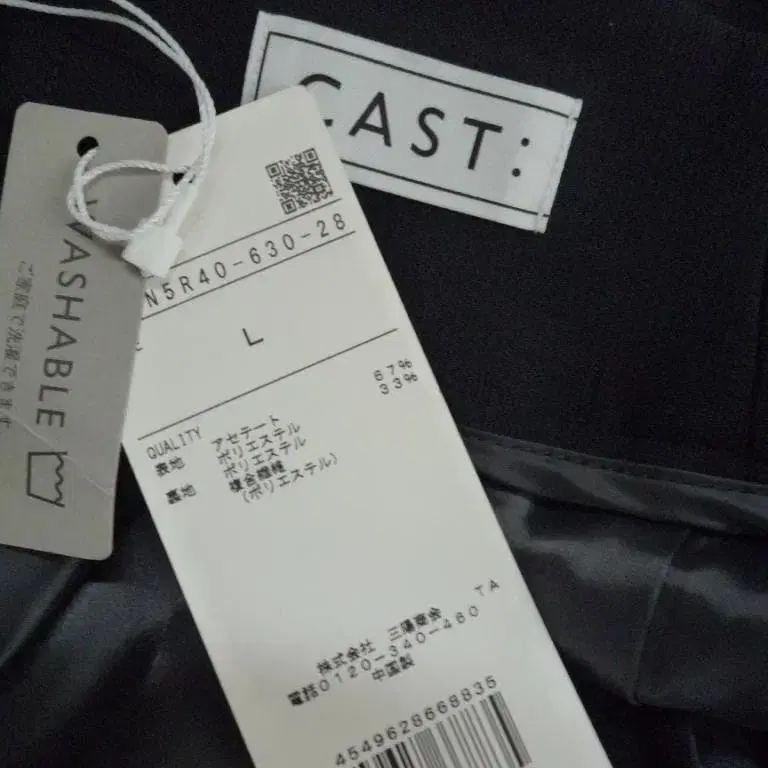 CAST:
WASHABLE
ご家庭で洗濯できます。
N5R40-630-28
L
QUALITY
表地 アセテート 67%
ポリエステル 33%
裏地 ポリエステル
複合繊維
(ポリエステル)
TA
株式会社 三陽商会
電話0120-340-460
中国製
4549628668835